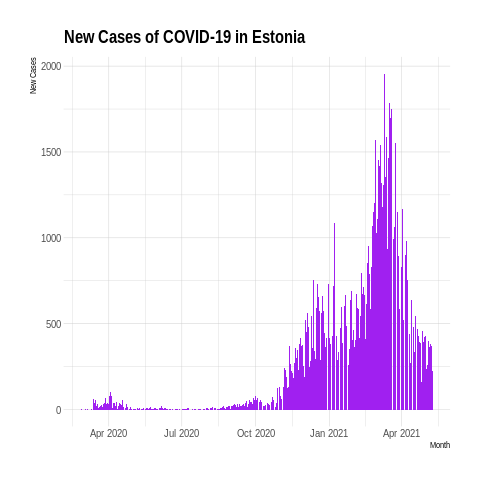 New Cases of COVID-19 in Estonia
New Cases
2000
1500
1000
500
0
Apr 2020 Jul 2020 Oct 2020 Jan 2021 Apr 2021
Month